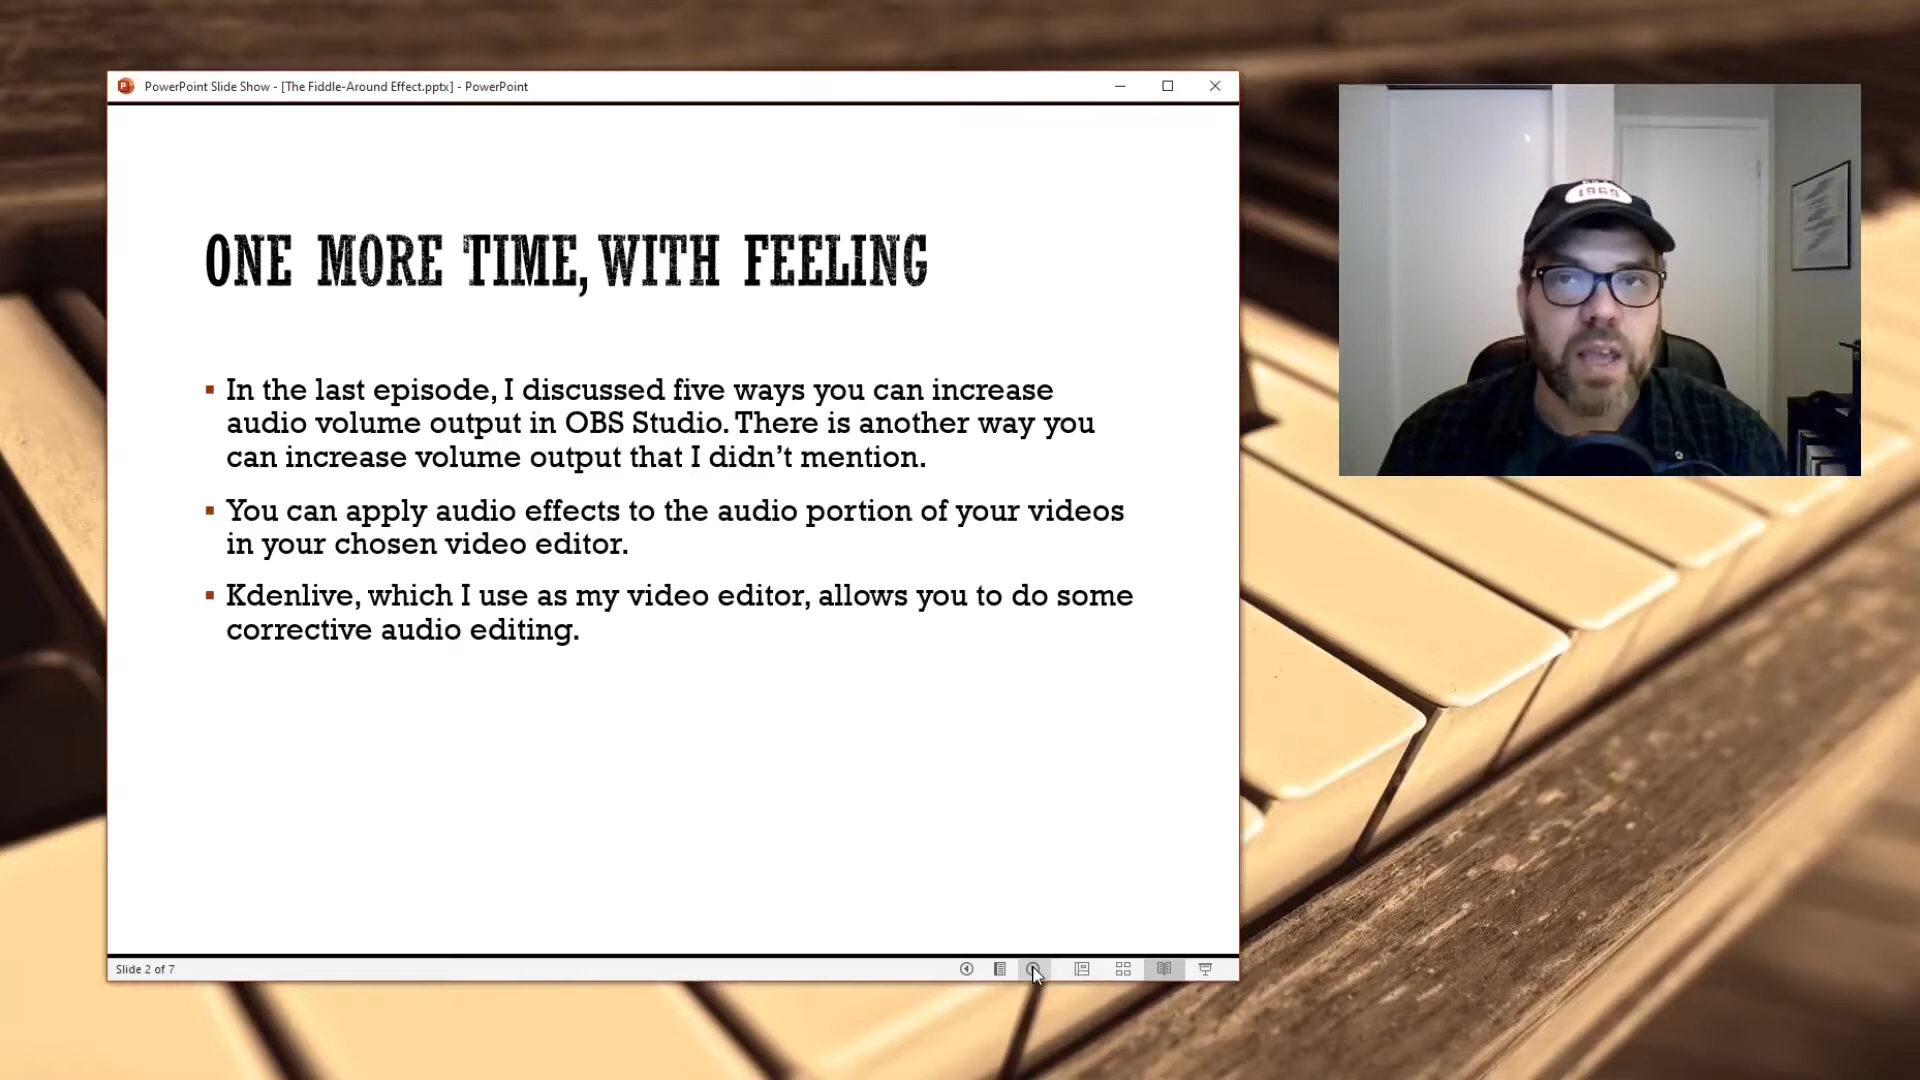 PowerPoint Slide Show - [The Fiddle-Around Effect.pptx] - PowerPoint
ONE MORE TIME, WITH FEELING
▪ In the last episode, I discussed five ways you can increase
audio volume output in OBS Studio. There is another way you
can increase volume output that I didn't mention.
▪ You can apply audio effects to the audio portion of your videos
in your chosen video editor.
▪ Kdenlive, which I use as my video editor, allows you to do some
corrective audio editing.
Slide 2 of 7
1969